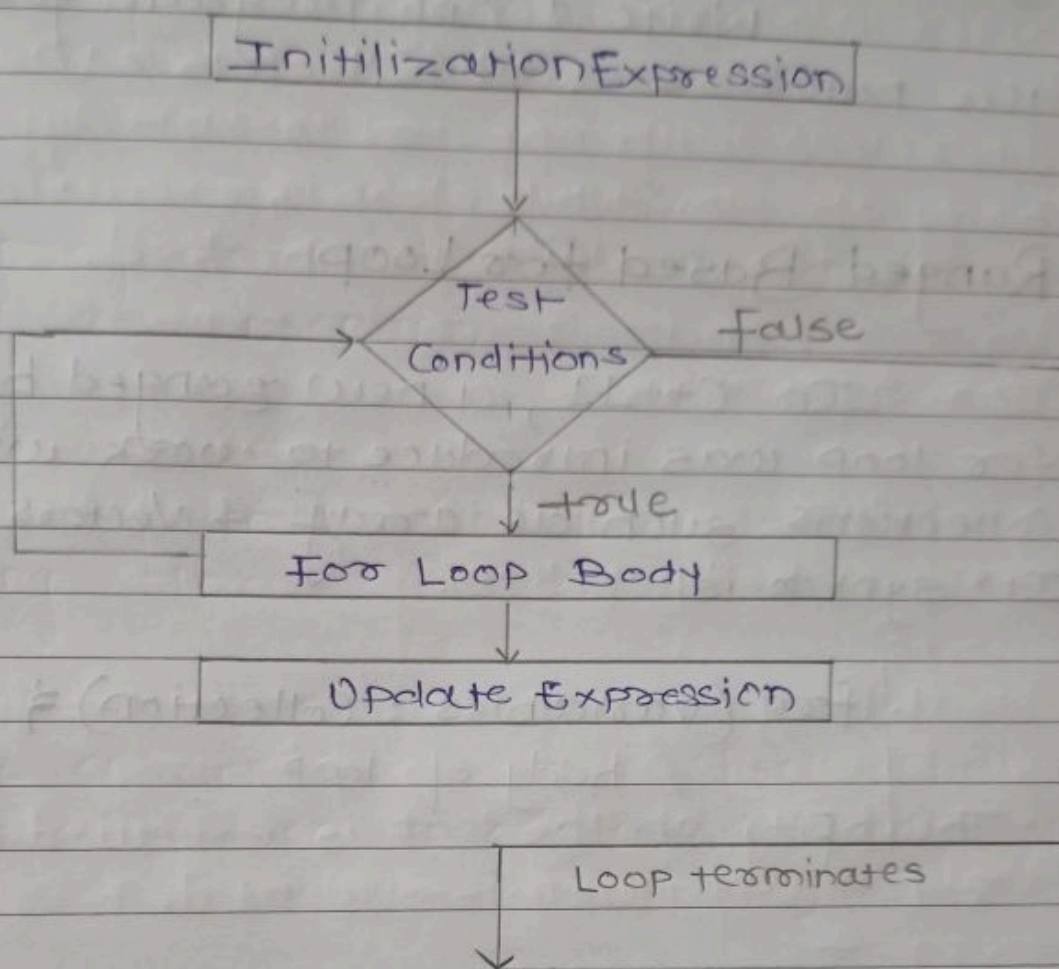 InitilizationExpression
Test
Conditions
false
true
For Loop Body
Update Expression
Loop terminates